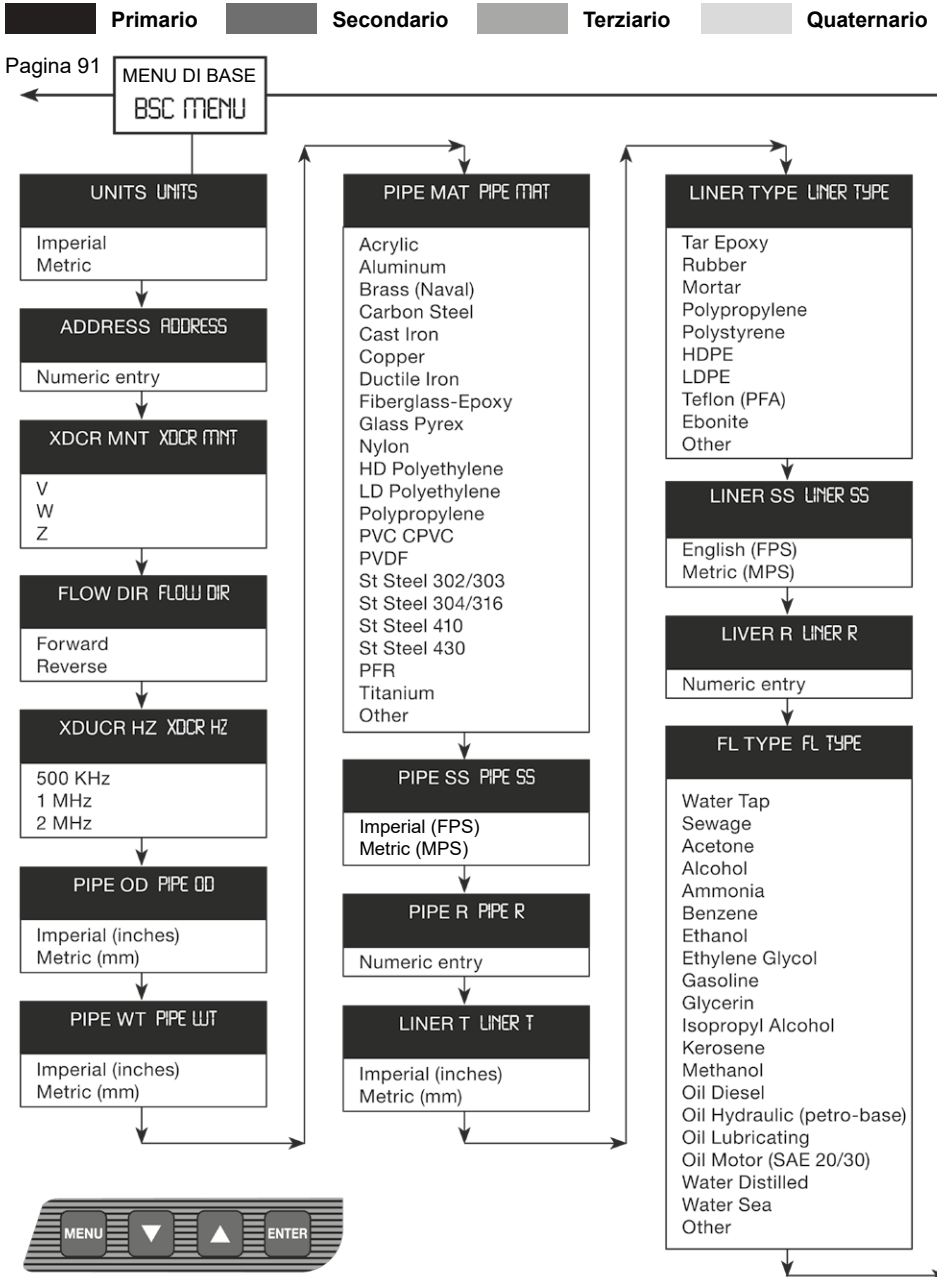 Primario Secondario Terziario Quaternario
Pagina 91
MENU DI BASE
BSC MENU
UNITS UNITS
Imperial
Metric
ADDRESS ADDRESS
Numeric entry
XDCR MNT XDCR MNT
V
W
Z
FLOW DIR FLOW DIR
Forward
Reverse
XDUCR HZ XDCR HZ
500 KHz
1 MHz
2 MHz
PIPE OD PIPE OD
Imperial (inches)
Metric (mm)
PIPE WT PIPE WT
Imperial (inches)
Metric (mm)
PIPE MAT PIPE MAT
Acrylic
Aluminum
Brass (Naval)
Carbon Steel
Cast Iron
Copper
Ductile Iron
Fiberglass-Epoxy
Glass Pyrex
Nylon
HD Polyethylene
LD Polyethylene
Polypropylene
PVC CPVC
PVDF
St Steel 302/303
St Steel 304/316
St Steel 410
St Steel 430
PFR
Titanium
Other
PIPE SS PIPE SS
Imperial (FPS)
Metric (MPS)
PIPE R PIPE R
Numeric entry
LINER T LINER T
Imperial (inches)
Metric (mm)
LINER TYPE LINER TYPE
Tar Epoxy
Rubber
Mortar
Polypropylene
Polystyrene
HDPE
LDPE
Teflon (PFA)
Ebonite
Other
LINER SS LINER SS
English (FPS)
Metric (MPS)
LIVER R LINER R
Numeric entry
FL TYPE FL TYPE
Water Tap
Sewage
Acetone
Alcohol
Ammonia
Benzene
Ethanol
Ethylene Glycol
Gasoline
Glycerin
Isopropyl Alcohol
Kerosene
Methanol
Oil Diesel
Oil Hydraulic (petro-base)
Oil Lubricating
Oil Motor (SAE 20/30)
Water Distilled
Water Sea
Other
MENU ENTER